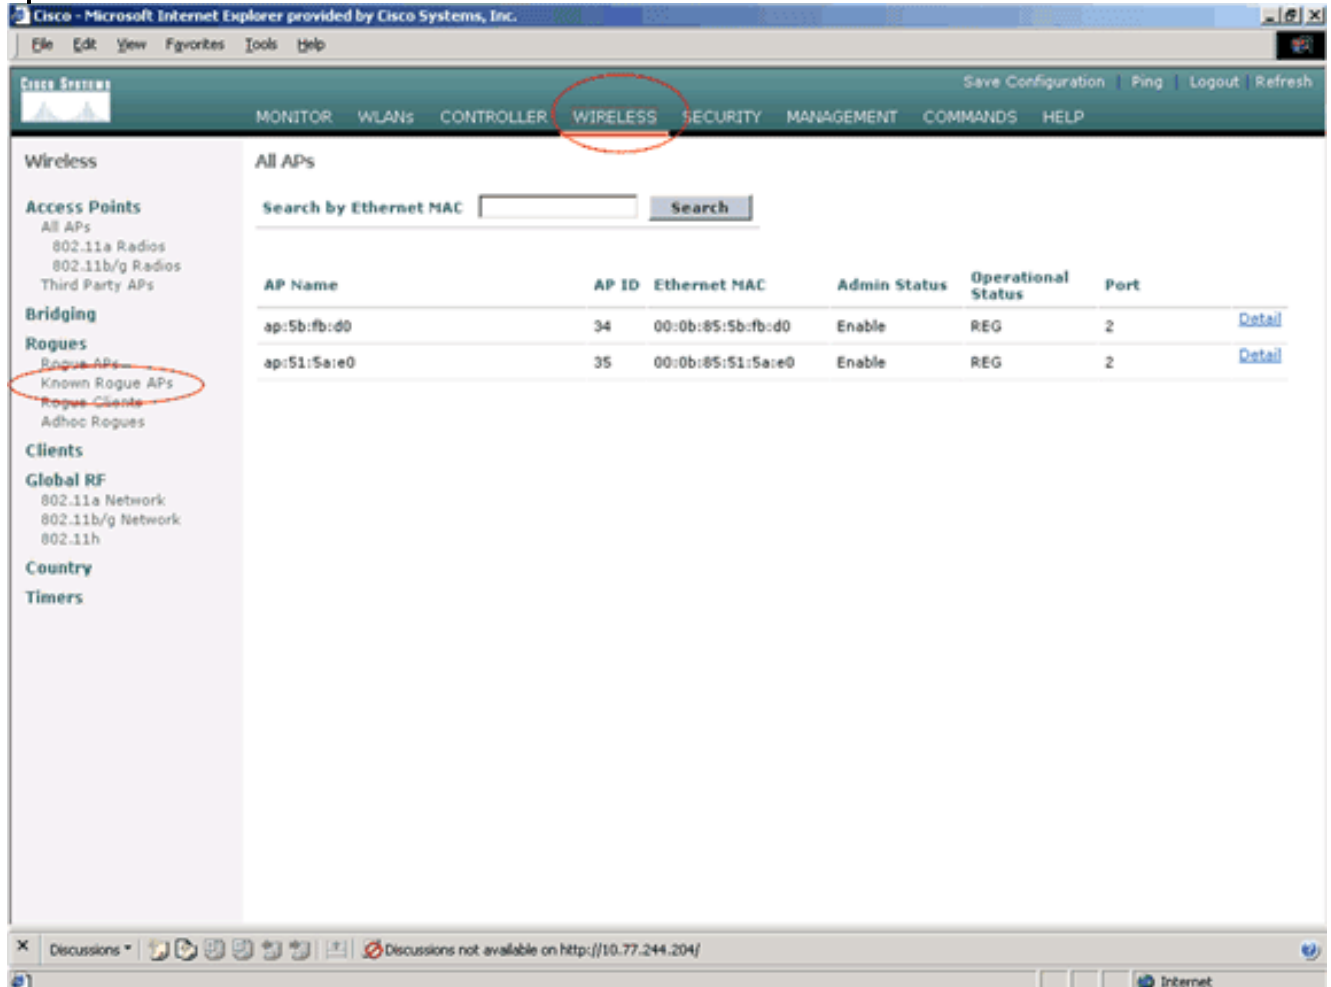 Cisco - Microsoft Internet Explorer provided by Cisco Systems, Inc.
File Edit View Favorites Tools Help
Cisco Systems
Save Configuration | Ping | Logout | Refresh
MONITOR WLANs CONTROLLER WIRELESS SECURITY MANAGEMENT COMMANDS HELP
Wireless
Access Points
All APs
802.11a Radios
802.11b/g Radios
Third Party APs
Bridging
Rogues
Rogue APs
Known Rogue APs
Rogue Clients
Adhoc Rogues
Clients
Global RF
802.11a Network
802.11b/g Network
802.11h
Country
Timers
All APs
Search by Ethernet MAC Search
AP Name AP ID Ethernet MAC Admin Status Operational Status Port
ap:5b:fb:d0 34 00:0b:85:5b:fb:d0 Enable REG 2 Detail
ap:51:5a:e0 35 00:0b:85:51:5a:e0 Enable REG 2 Detail
Discussions Discussions not available on http://10.77.244.204/
Internet